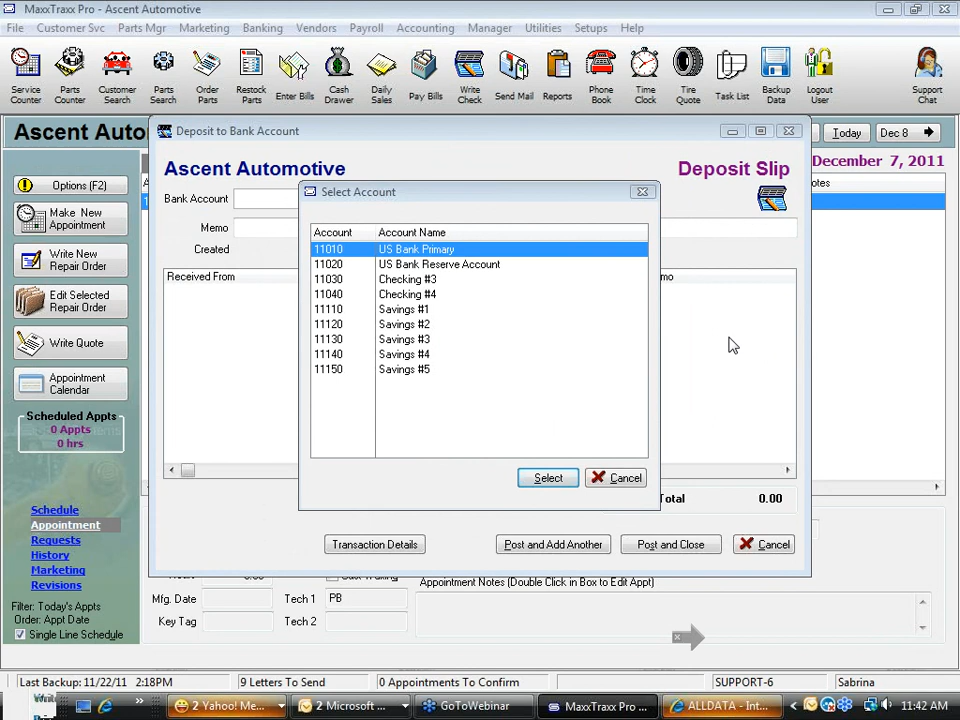 MaxxTraxx Pro - Ascent Automotive
File Customer Svc Parts Mgr Marketing Banking Vendors Payroll Accounting Manager Utilities Setups Help
Service Counter
Parts Counter
Customer Search
Parts Search
Order Parts
Restock Parts
Enter Bills
Cash Drawer
Daily Sales
Pay Bills
Write Check
Send Mail
Reports
Phone Book
Time Clock
Tire Quote
Task List
Backup Data
Logout User
Support Chat
Ascent Auto
Today
Dec 8
December 7, 2011
otes
Options (F2)
Make New Appointment
Write New Repair Order
Edit Selected Repair Order
Write Quote
Appointment Calendar
Scheduled Appts
0 Appts
0 hrs
Schedule
Appointment
Requests
History
Marketing
Revisions
Filter: Today's Appts
Order: Appt Date
Single Line Schedule
Deposit to Bank Account
Ascent Automotive
Deposit Slip
Bank Account
Memo
Created
Received From
mo
otal 0.00
Transaction Details
Post and Add Another
Post and Close
Cancel
Select Account
Account Account Name
11010 US Bank Primary
11020 US Bank Reserve Account
11030 Checking #3
11040 Checking #4
11110 Savings #1
11120 Savings #2
11130 Savings #3
11140 Savings #4
11150 Savings #5
Select
Cancel
Appointment Notes (Double Click in Box to Edit Appt)
Mfg. Date
Tech 1 PB
Key Tag
Tech 2
Last Backup: 11/22/11 2:18PM
9 Letters To Send
0 Appointments To Confirm
SUPPORT-6
Sabrina
2 Yahoo! Me...
2 Microsoft ...
GoToWebinar
MaxxTraxx Pro ...
ALLDATA - Int...
11:42 AM